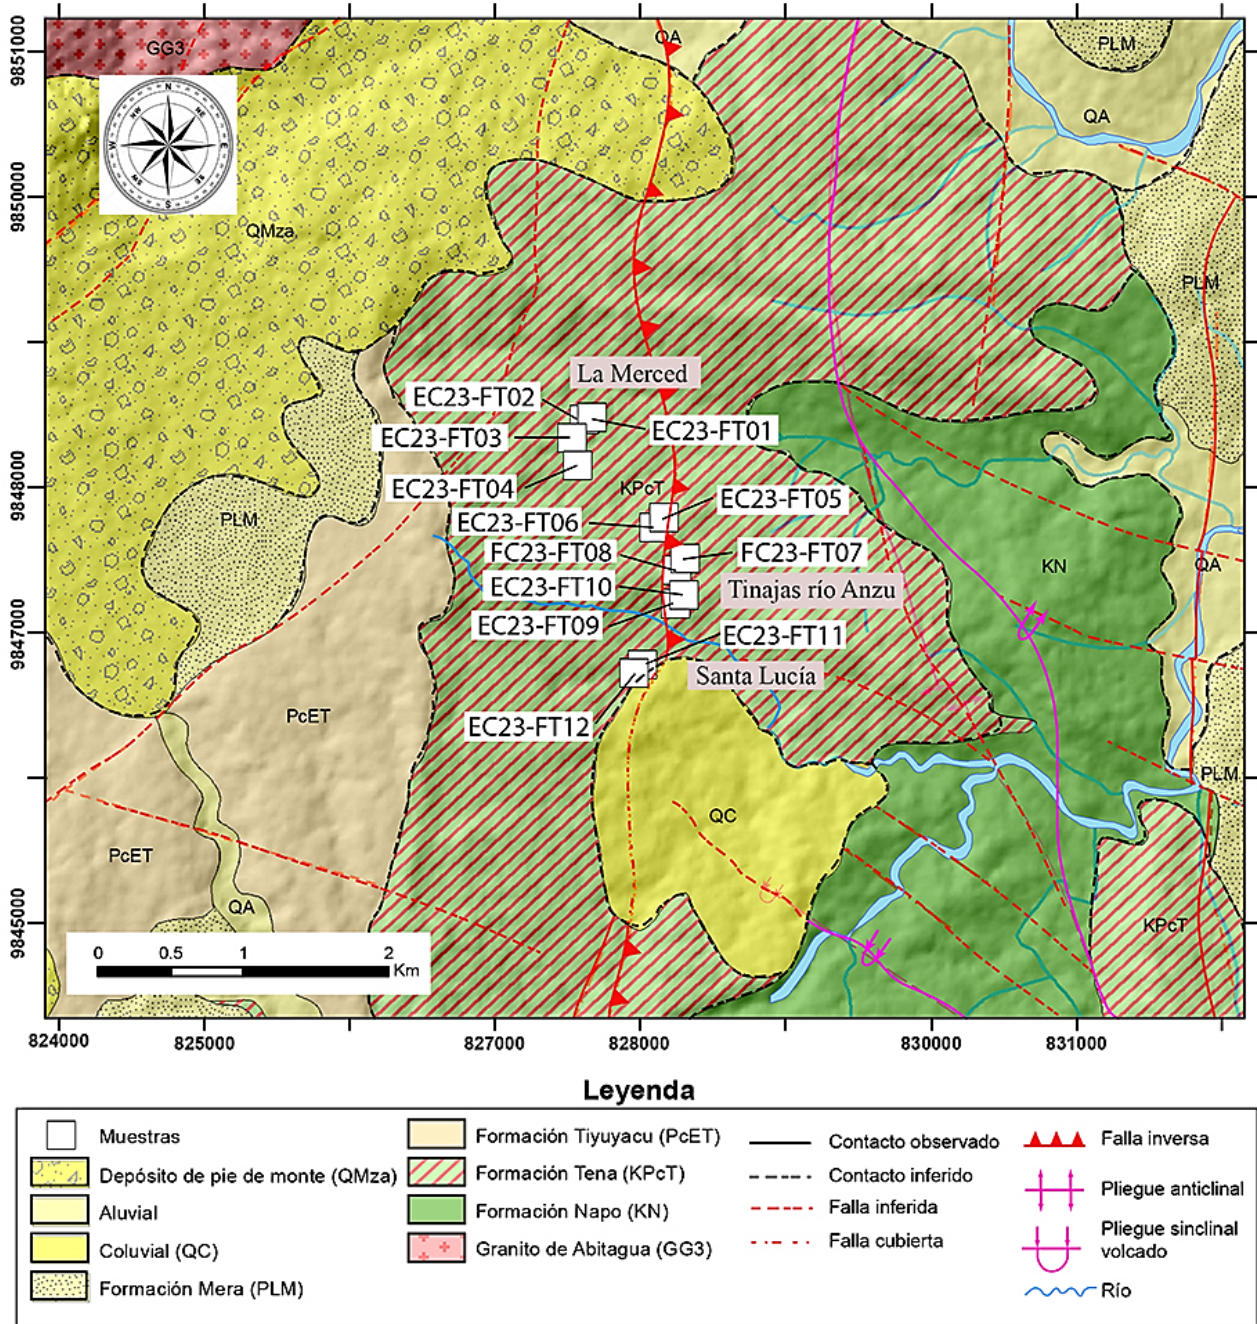 9851000
9850000
9848000
9847000
9845000
GG3
QA
PLM
QA
N
NE
E
SE
S
SW
W
NW
QMza
PLM
La Merced
EC23-FT02
EC23-FT01
EC23-FT03
EC23-FT04
KPcT
EC23-FT05
EC23-FT06
FC23-FT08
FC23-FT07
EC23-FT10
Tinajas río Anzu
EC23-FT09
EC23-FT11
Santa Lucía
EC23-FT12
PLM
KN
QA
PcET
PLM
QC
PcET
QA
KPcT
0 0.5 1 2
Km
824000 825000 827000 828000 830000 831000
Leyenda
Muestras
Depósito de pie de monte (QMza)
Aluvial
Coluvial (QC)
Formación Mera (PLM)
Formación Tiyuyacu (PcET)
Formación Tena (KPcT)
Formación Napo (KN)
Granito de Abitagua (GG3)
Contacto observado
Contacto inferido
Falla inferida
Falla cubierta
Falla inversa
Pliegue anticlinal
Pliegue sinclinal
volcado
Río